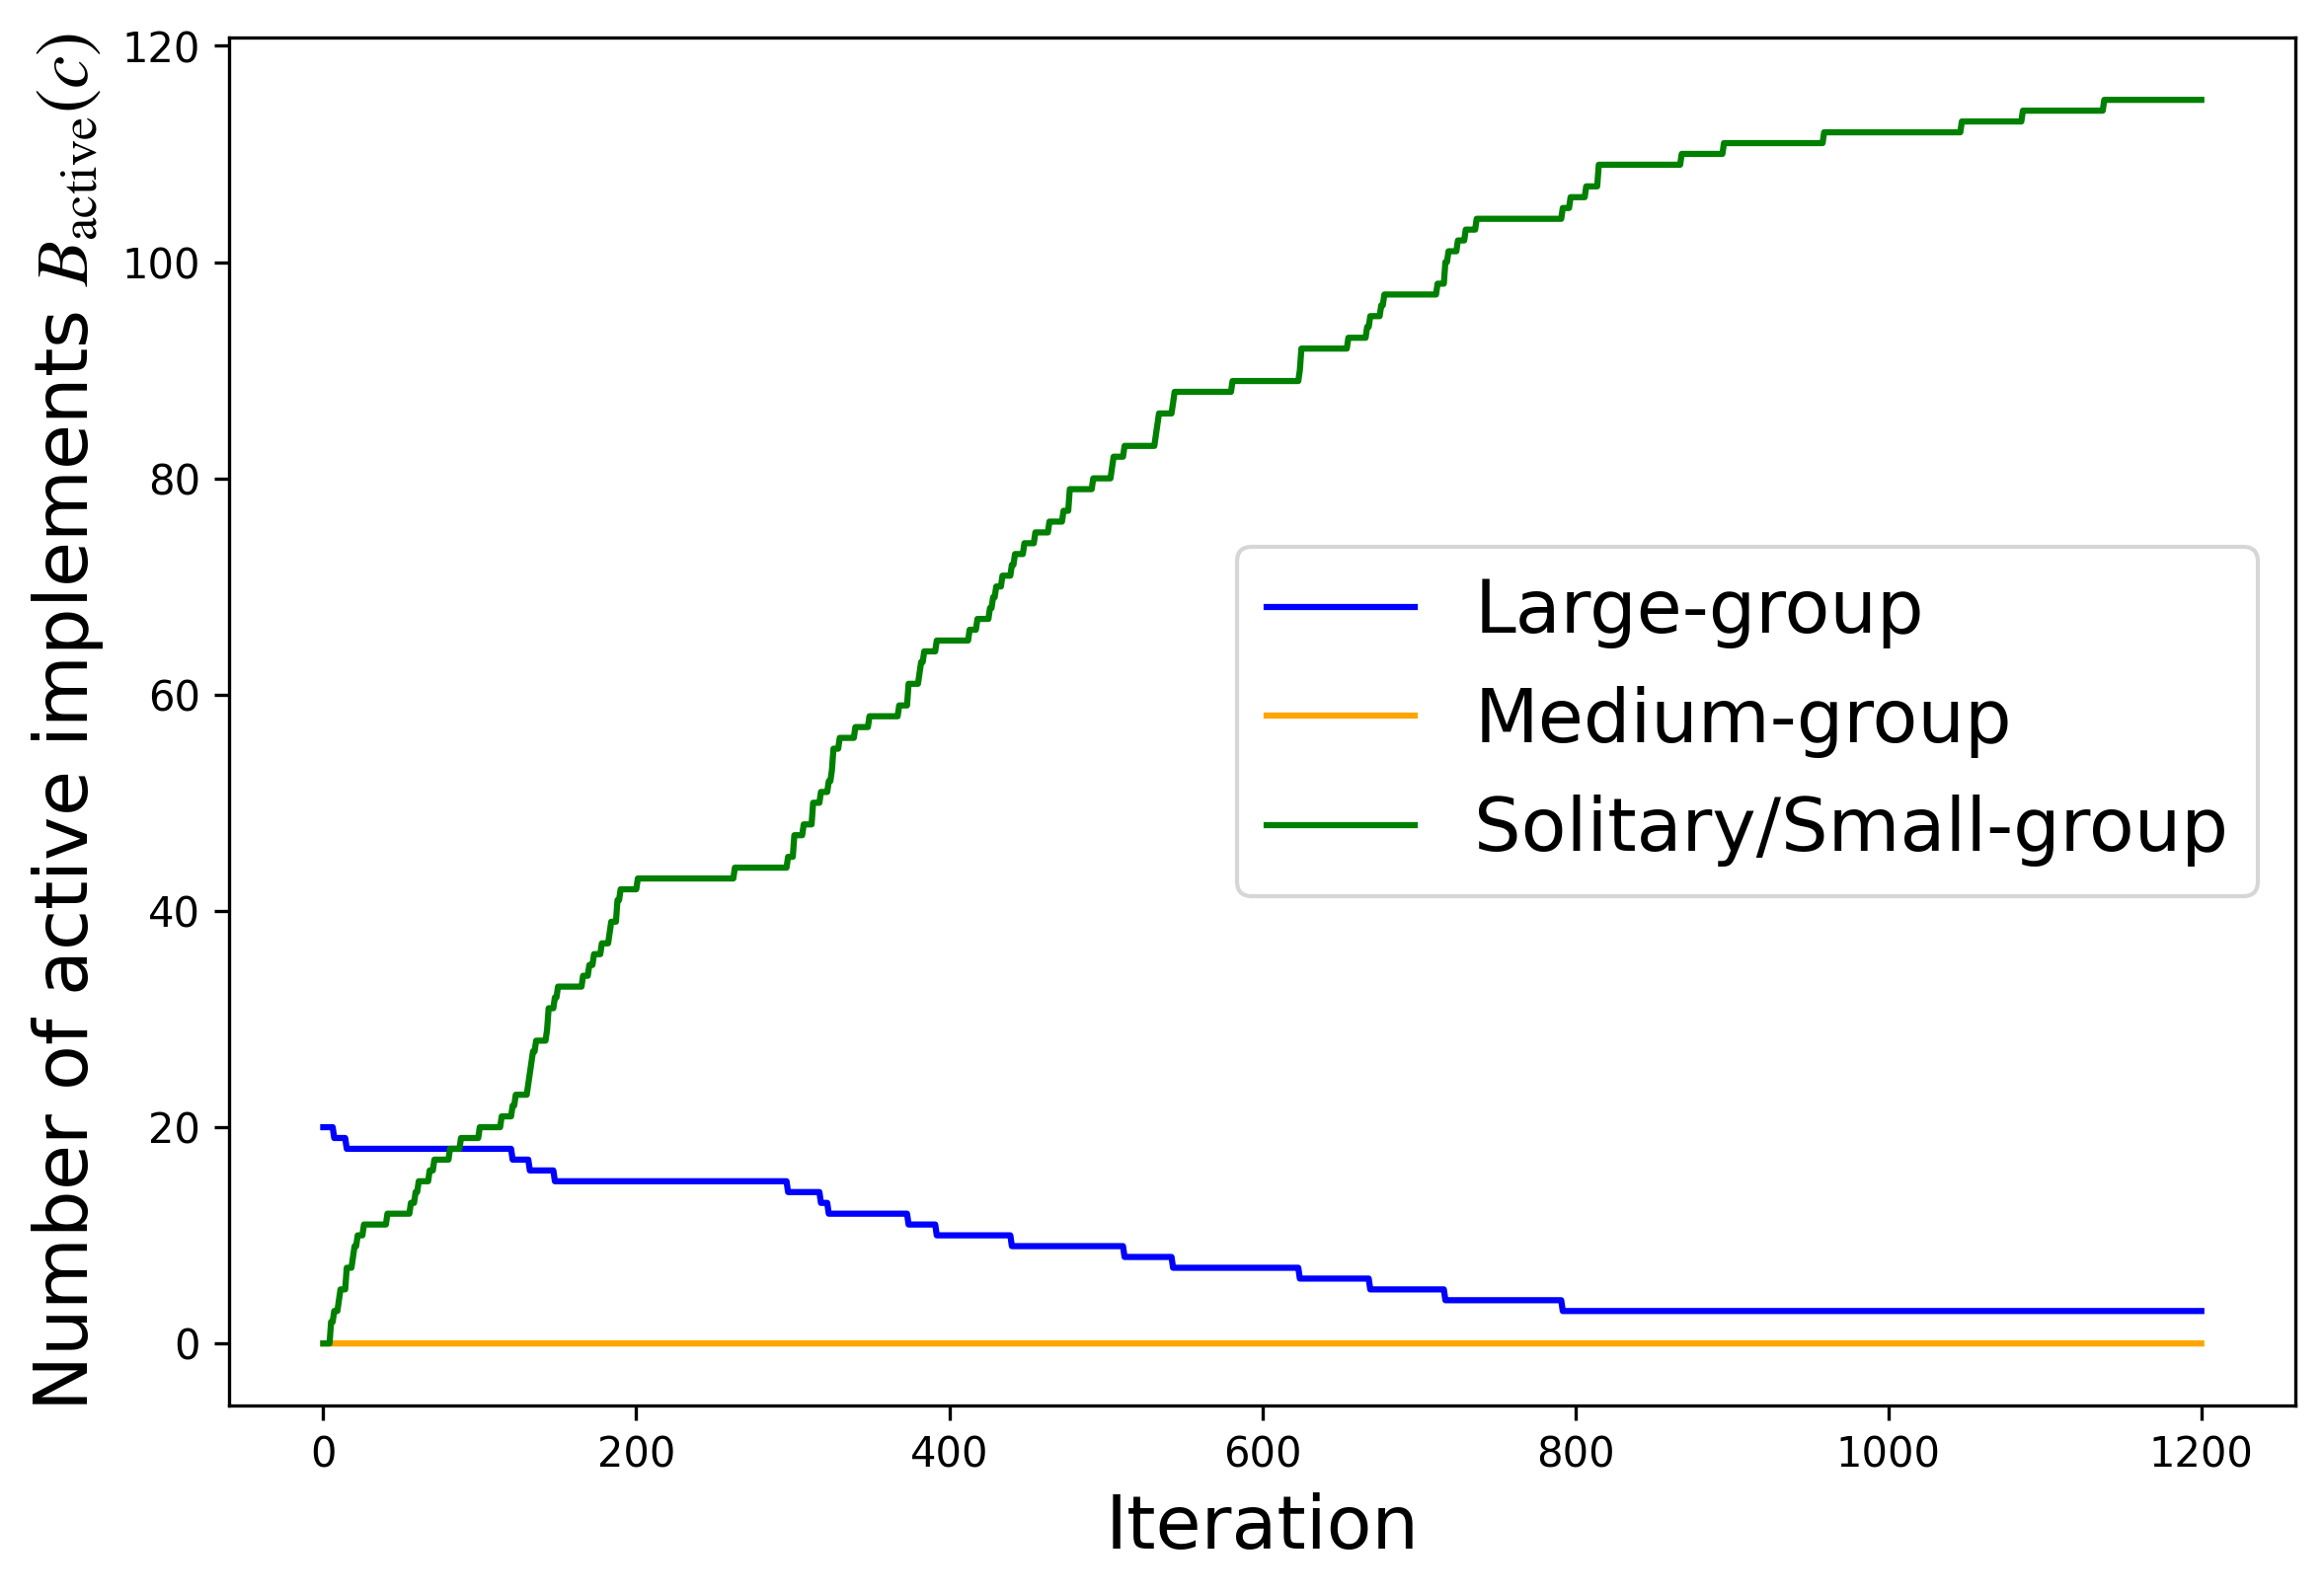 Number of active implements B_active(c)
120
100
80
60
40
20
0
Large-group
Medium-group
Solitary/Small-group
0 200 400 600 800 1000 1200
Iteration